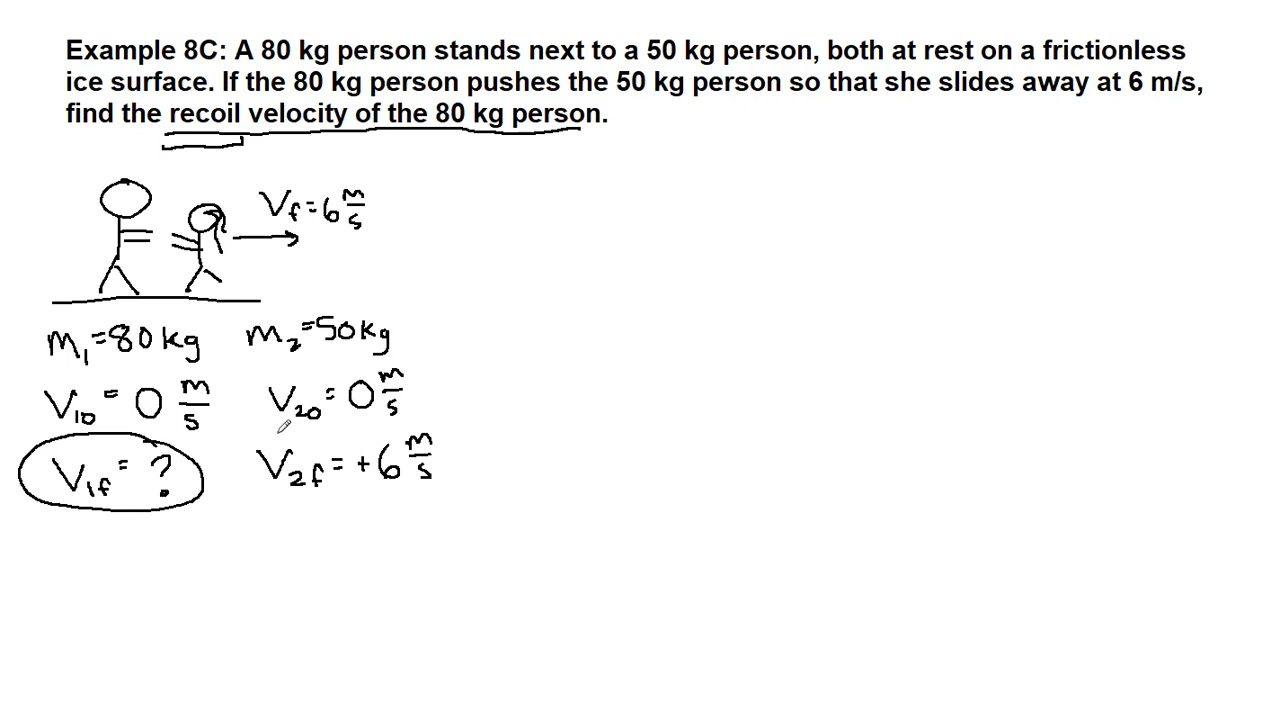 Example 8C: A 80 kg person stands next to a 50 kg person, both at rest on a frictionless
ice surface. If the 80 kg person pushes the 50 kg person so that she slides away at 6 m/s,
find the recoil velocity of the 80 kg person.
Vf = 6 m/s
m1 = 80 kg m2 = 50 kg
V10 = 0 m/s V20 = 0 m/s
V1f = ? V2f = +6 m/s